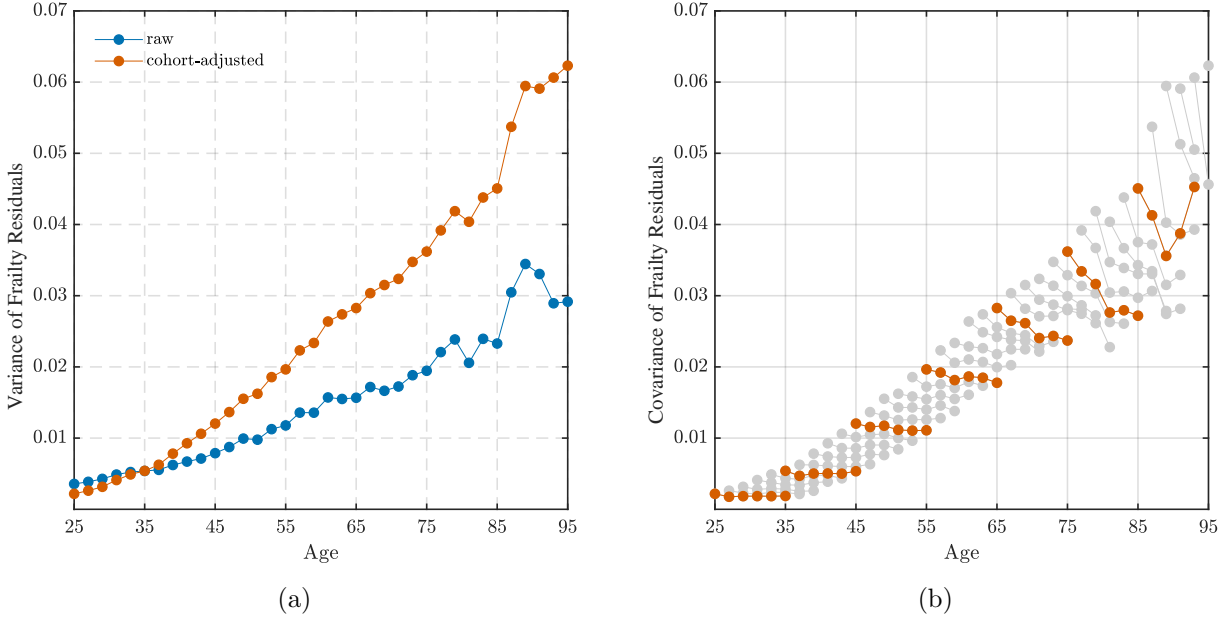 Variance of Frailty Residuals
0.07
0.06
0.05
0.04
0.03
0.02
0.01
raw
cohort-adjusted
25 35 45 55 65 75 85 95
Age
(a)
Covariance of Frailty Residuals
0.07
0.06
0.05
0.04
0.03
0.02
0.01
25 35 45 55 65 75 85 95
Age
(b)